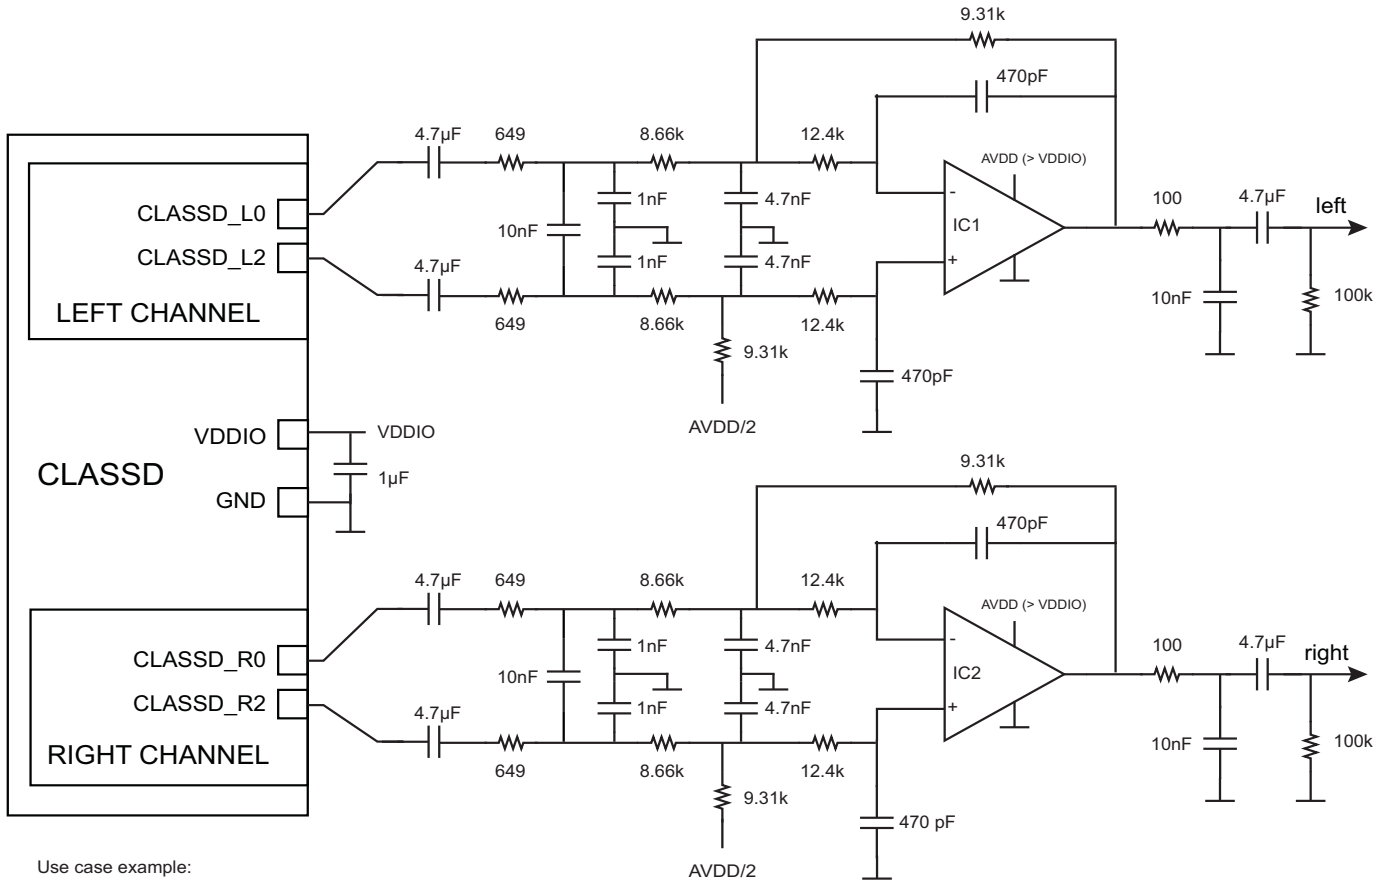 9.31k
470pF
4.7µF
649
8.66k
12.4k
AVDD (> VDDIO)
CLASSD_L0
1nF
4.7nF
-
100
4.7µF
left
10nF
IC1
CLASSD_L2
4.7µF
1nF
4.7nF
+
10nF
100k
LEFT CHANNEL
649
8.66k
12.4k
9.31k
470pF
AVDD/2
VDDIO
VDDIO
CLASSD
1µF
GND
9.31k
470pF
4.7µF
649
8.66k
12.4k
AVDD (> VDDIO)
CLASSD_R0
1nF
4.7nF
-
100
4.7µF
right
10nF
IC2
CLASSD_R2
4.7µF
1nF
4.7nF
+
10nF
100k
RIGHT CHANNEL
649
8.66k
12.4k
9.31k
470 pF
AVDD/2
Use case example: